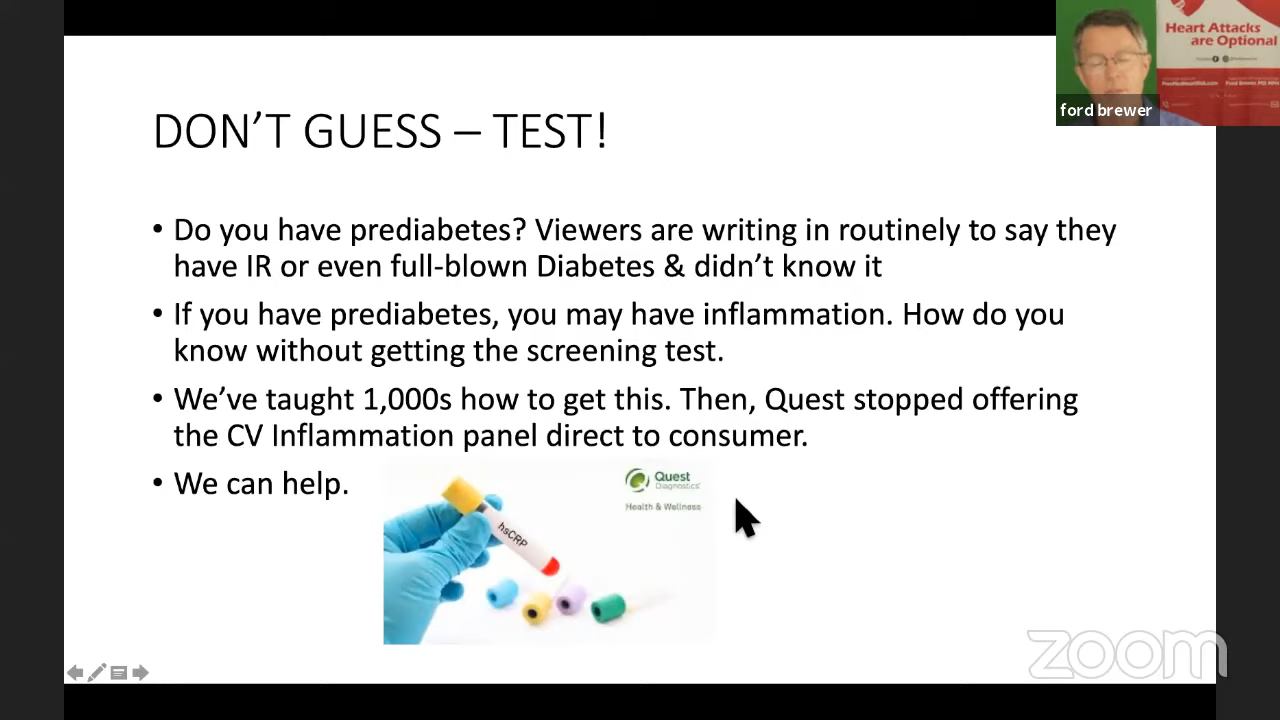 Heart Attacks
are Optional
ford brewer
DON'T GUESS – TEST!
• Do you have prediabetes? Viewers are writing in routinely to say they
have IR or even full-blown Diabetes & didn't know it
• If you have prediabetes, you may have inflammation. How do you
know without getting the screening test.
• We've taught 1,000s how to get this. Then, Quest stopped offering
the CV Inflammation panel direct to consumer.
• We can help.
Quest
Diagnostics
Health & Wellness
hsCRP
zoom